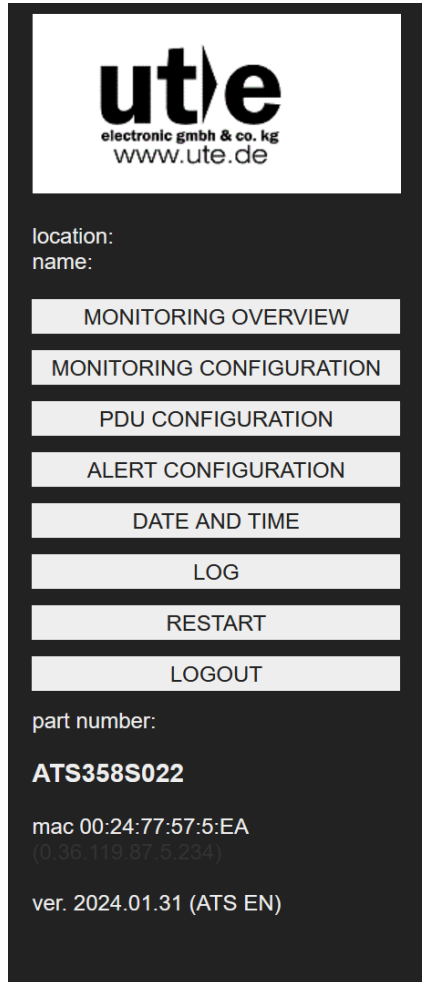 ut e
electronic gmbh & co. kg
www.ute.de
location:
name:
MONITORING OVERVIEW
MONITORING CONFIGURATION
PDU CONFIGURATION
ALERT CONFIGURATION
DATE AND TIME
LOG
RESTART
LOGOUT
part number:
ATS358S022
mac 00:24:77:57:5:EA
(0.36.119.87.5.234)
ver. 2024.01.31 (ATS EN)